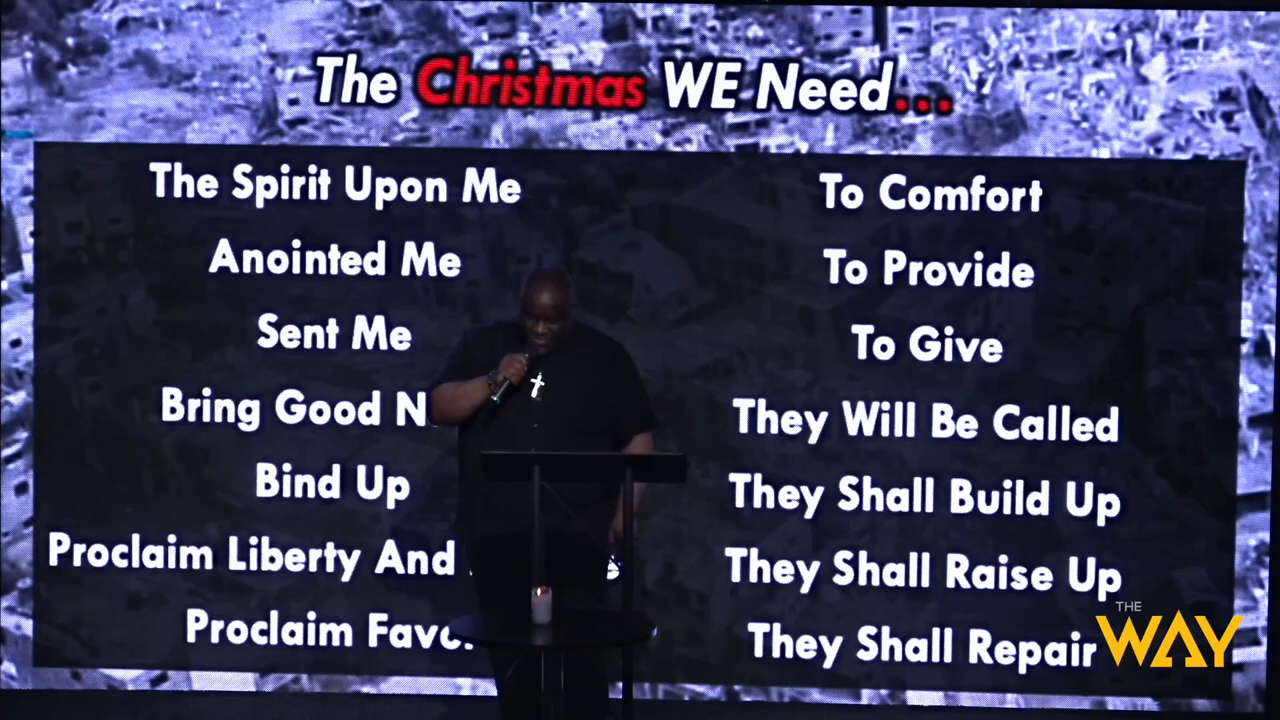 The Christmas WE Need...
The Spirit Upon Me
Anointed Me
Sent Me
Bring Good
Bind Up
Proclaim Liberty And
Proclaim
To Comfort
To Provide
To Give
They Will Be Called
They Shall Build Up
They Shall Raise Up
They Shall Repair
THE
WAY